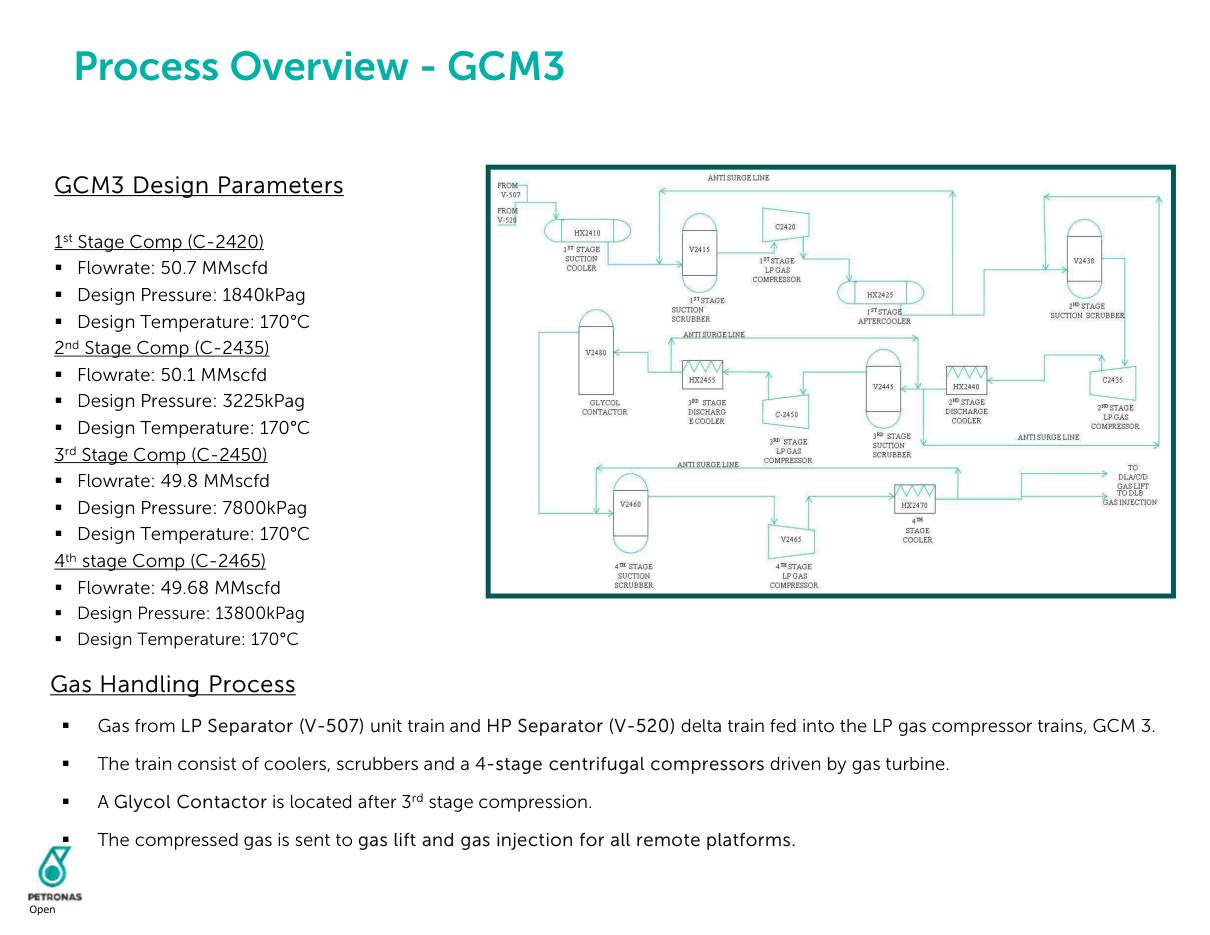 Process Overview - GCM3
GCM3 Design Parameters
1st Stage Comp (C-2420)
▪ Flowrate: 50.7 MMscfd
▪ Design Pressure: 1840kPag
▪ Design Temperature: 170°C
2nd Stage Comp (C-2435)
▪ Flowrate: 50.1 MMscfd
▪ Design Pressure: 3225kPag
▪ Design Temperature: 170°C
3rd Stage Comp (C-2450)
▪ Flowrate: 49.8 MMscfd
▪ Design Pressure: 7800kPag
▪ Design Temperature: 170°C
4th stage Comp (C-2465)
▪ Flowrate: 49.68 MMscfd
▪ Design Pressure: 13800kPag
▪ Design Temperature: 170°C
FROM
V-507
FROM
V-520
ANTI SURGE LINE
HX2410
1ST STAGE
SUCTION
COOLER
V2415
1ST STAGE
SUCTION
SCRUBBER
C2420
1ST STAGE
LP GAS
COMPRESSOR
HX2425
1ST STAGE
AFTERCOOLER
V2430
2ND STAGE
SUCTION SCRUBBER
V2480
GLYCOL
CONTACTOR
ANTI SURGE LINE
HX2455
3RD STAGE
DISCHARG
E COOLER
C-2450
3RD STAGE
LP GAS
COMPRESSOR
V2445
3RD STAGE
SUCTION
SCRUBBER
HX2440
2ND STAGE
DISCHARGE
COOLER
C2435
2ND STAGE
LP GAS
COMPRESSOR
ANTI SURGE LINE
ANTI SURGE LINE
V2460
4TH STAGE
SUCTION
SCRUBBER
V2465
4TH STAGE
LP GAS
COMPRESSOR
HX2470
4TH
STAGE
COOLER
TO
DLA/C/D
GAS LIFT
TO DLB
GAS INJECTION
Gas Handling Process
▪ Gas from LP Separator (V-507) unit train and HP Separator (V-520) delta train fed into the LP gas compressor trains, GCM 3.
▪ The train consist of coolers, scrubbers and a 4-stage centrifugal compressors driven by gas turbine.
▪ A Glycol Contactor is located after 3rd stage compression.
▪ The compressed gas is sent to gas lift and gas injection for all remote platforms.
PETRONAS
Open